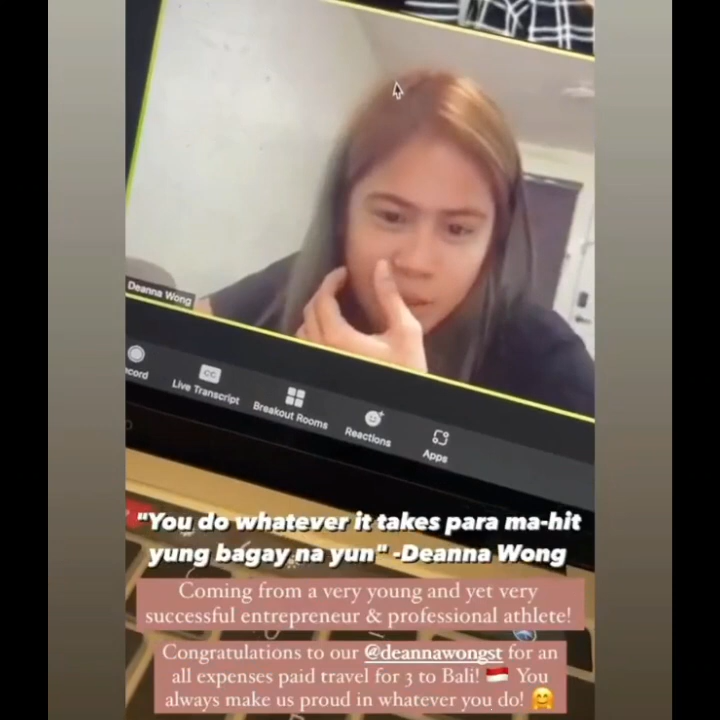 Deanna Wong
cord
Live Transcript
CC
Breakout Rooms
Reactions
Apps
"You do whatever it takes para ma-hit
yung bagay na yun" -Deanna Wong
Coming from a very young and yet very
successful entrepreneur & professional athlete!
Congratulations to our @deannawongst for an
all expenses paid travel for 3 to Bali! 🇮🇩 You
always make us proud in whatever you do! 🤗